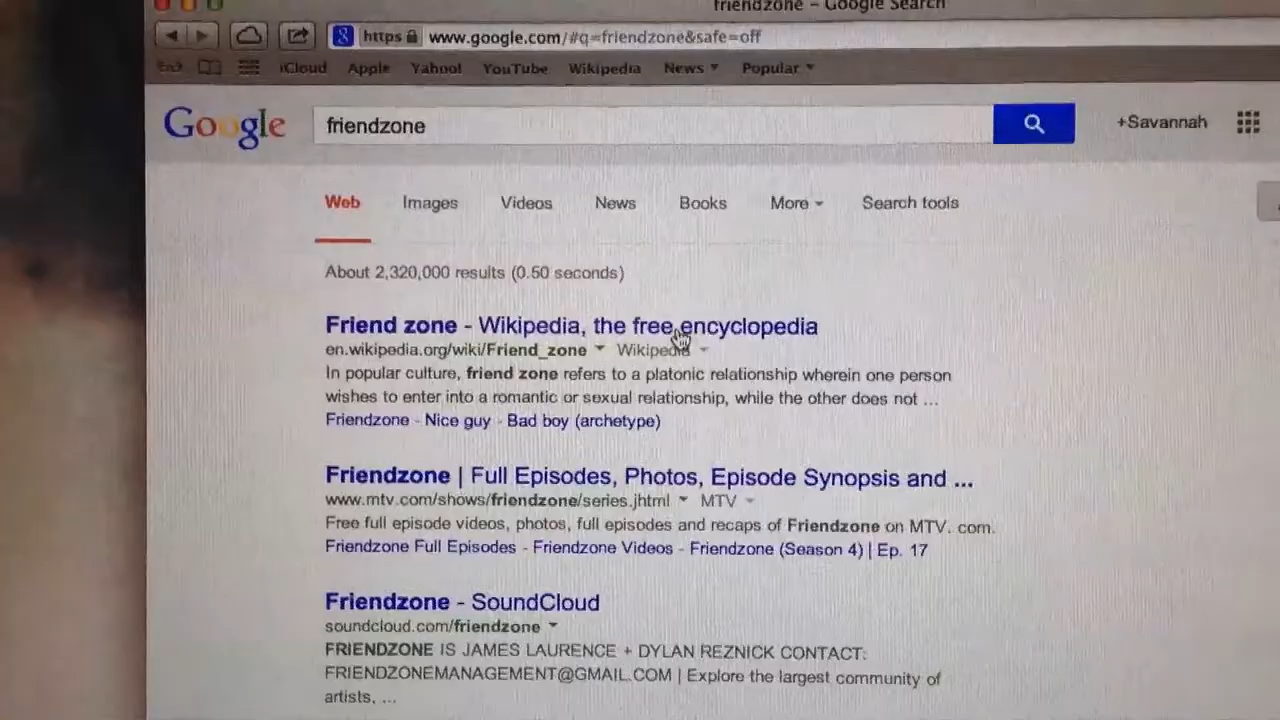 friendzone - Google Search
https www.google.com/#q=friendzone&safe=off
iCloud Apple Yahoo! YouTube Wikipedia News Popular
Google friendzone +Savannah
Web Images Videos News Books More Search tools
About 2,320,000 results (0.50 seconds)
Friend zone - Wikipedia, the free encyclopedia
en.wikipedia.org/wiki/Friend_zone Wikipedia
In popular culture, friend zone refers to a platonic relationship wherein one person
wishes to enter into a romantic or sexual relationship, while the other does not ...
Friendzone - Nice guy - Bad boy (archetype)
Friendzone | Full Episodes, Photos, Episode Synopsis and ...
www.mtv.com/shows/friendzone/series.jhtml MTV
Free full episode videos, photos, full episodes and recaps of Friendzone on MTV. com.
Friendzone Full Episodes - Friendzone Videos - Friendzone (Season 4) | Ep. 17
Friendzone - SoundCloud
soundcloud.com/friendzone
FRIENDZONE IS JAMES LAURENCE + DYLAN REZNICK CONTACT:
FRIENDZONEMANAGEMENT@GMAIL.COM | Explore the largest community of
artists, ...